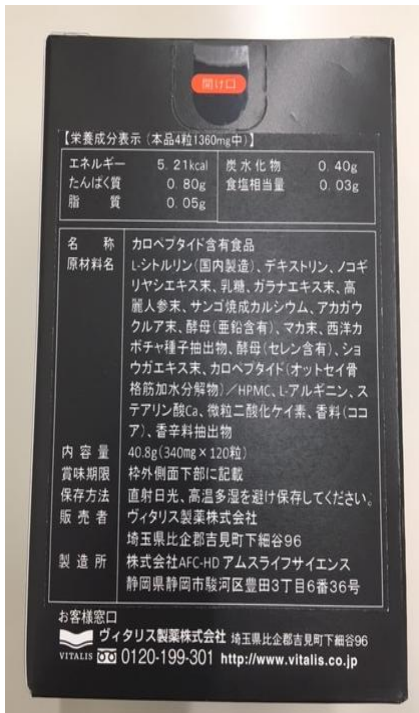 開け口
【栄養成分表示（本品4粒1360mg中）】
エネルギー 5.21kcal 炭水化物 0.40g
たんぱく質 0.80g 食塩相当量 0.03g
脂質 0.05g
名称 カロペプタイド含有食品
原材料名 L-シトルリン(国内製造)、デキストリン、ノコギ
リヤシエキス末、乳糖、ガラナエキス末、高
麗人参末、サンゴ焼成カルシウム、アカガウ
クルア末、酵母(亜鉛含有)、マカ末、西洋カ
ボチャ種子抽出物、酵母(セレン含有)、ショ
ウガエキス末、カロペプタイド(オットセイ骨
格筋加水分解物)／HPMC、L-アルギニン、ス
テアリン酸Ca、微粒二酸化ケイ素、香料(ココ
ア)、香辛料抽出物
内容量 40.8g(340mg×120粒)
賞味期限 枠外側面下部に記載
保存方法 直射日光、高温多湿を避け保存してください。
販売者 ヴィタリス製薬株式会社
埼玉県比企郡吉見町下細谷96
製造所 株式会社AFC-HD アムスライフサイエンス
静岡県静岡市駿河区豊田3丁目6番36号
お客様窓口
ヴィタリス製薬株式会社 埼玉県比企郡吉見町下細谷96
VITALIS 0120-199-301 http://www.vitalis.co.jp